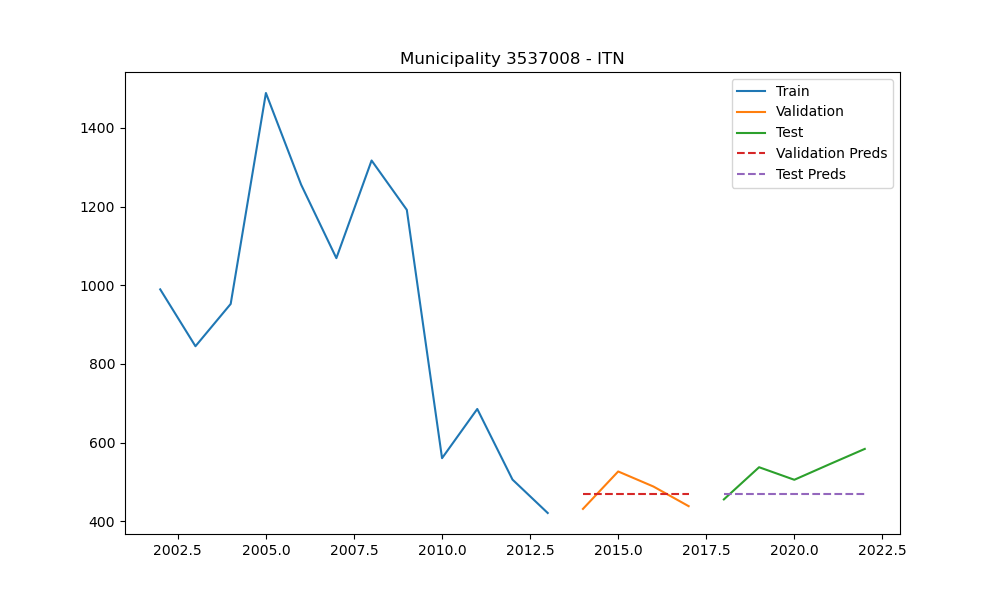 Municipality 3537008 - ITN
Train
Validation
Test
Validation Preds
Test Preds
1400
1200
1000
800
600
400
2002.5 2005.0 2007.5 2010.0 2012.5 2015.0 2017.5 2020.0 2022.5